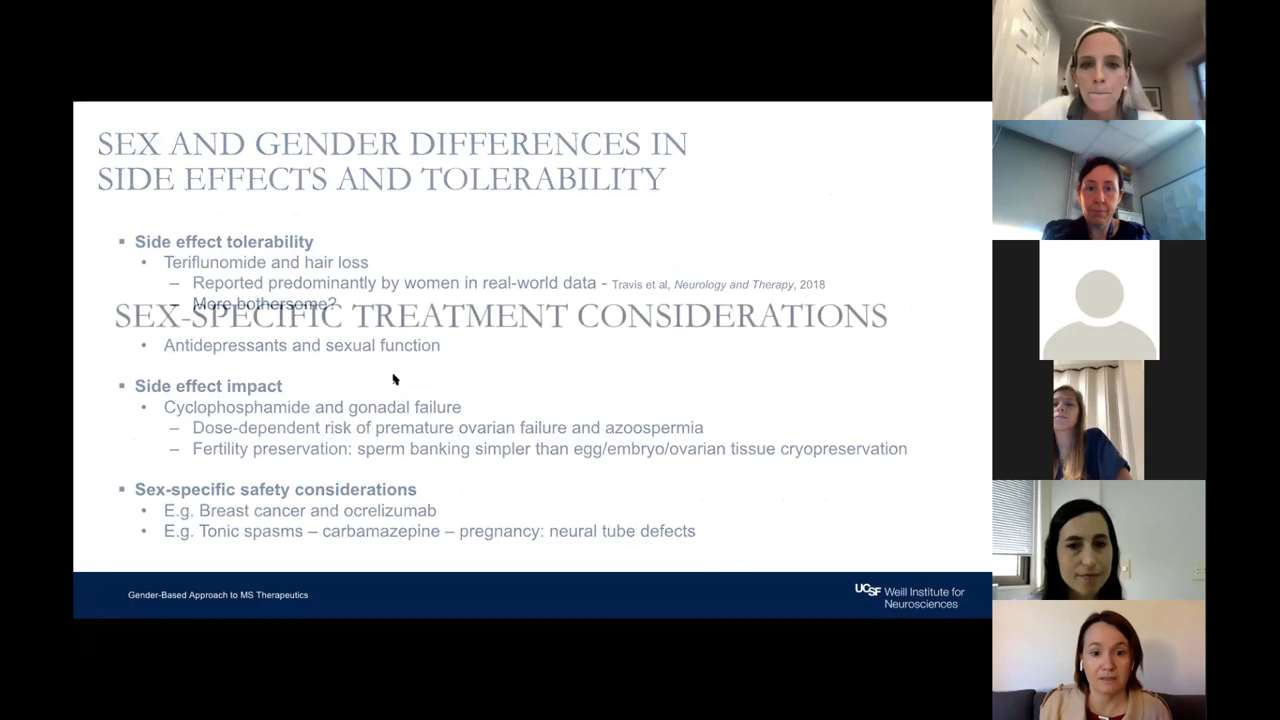 SEX AND GENDER DIFFERENCES IN
SIDE EFFECTS AND TOLERABILITY
▪ Side effect tolerability
• Teriflunomide and hair loss
– Reported predominantly by women in real-world data - Travis et al, Neurology and Therapy, 2018
– More bothersome?
SEX-SPECIFIC TREATMENT CONSIDERATIONS
• Antidepressants and sexual function
▪ Side effect impact
• Cyclophosphamide and gonadal failure
– Dose-dependent risk of premature ovarian failure and azoospermia
– Fertility preservation: sperm banking simpler than egg/embryo/ovarian tissue cryopreservation
▪ Sex-specific safety considerations
• E.g. Breast cancer and ocrelizumab
• E.g. Tonic spasms – carbamazepine – pregnancy: neural tube defects
Gender-Based Approach to MS Therapeutics
UCSF Weill Institute for
Neurosciences